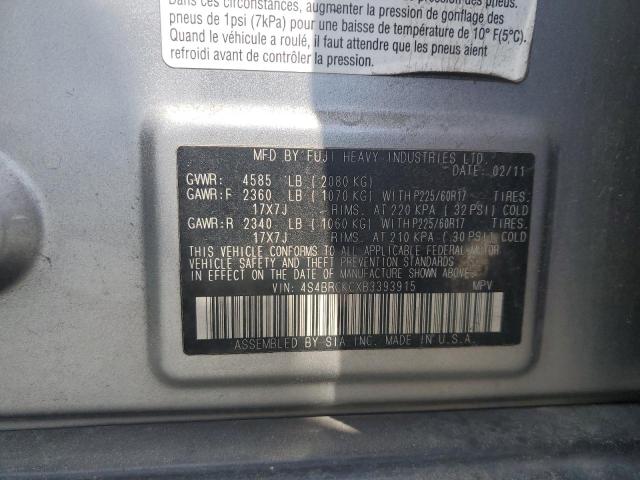 Dans ces circonstances, augmenter la pression de gonflage des
pneus de 1psi (7kPa) pour une baisse de température de 10° F(5°C).
Quand le véhicule a roulé, il faut attendre que les pneus aient
refroidi avant de contrôler la pression.
MFD BY FUJI HEAVY INDUSTRIES LTD.
DATE: 02/11
GVWR: 4585 LB ( 2080 KG)
GAWR:F 2360 LB ( 1070 KG) WITH P225/60R17 TIRES,
17X7J RIMS, AT 220 KPA ( 32 PSI) COLD
GAWR:R 2340 LB ( 1060 KG) WITH P225/60R17 TIRES,
17X7J RIMS, AT 210 KPA ( 30 PSI) COLD
THIS VEHICLE CONFORMS TO ALL APPLICABLE FEDERAL MOTOR
VEHICLE SAFETY AND THEFT PREVENTION STANDARDS
IN EFFECT ON THE DATE OF MANUFACTURE SHOWN ABOVE.
VIN: 4S4BRCKCXB3393915 MPV
ASSEMBLED BY SIA INC. MADE IN U.S.A.